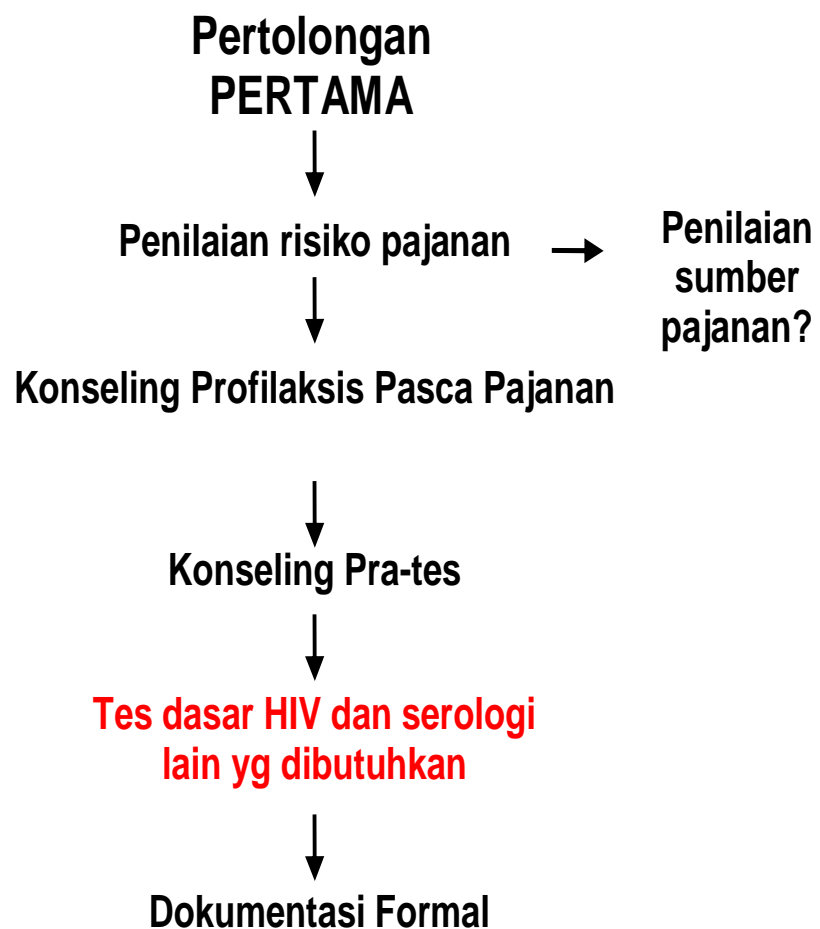 Pertolongan
PERTAMA
Penilaian risiko pajanan
Penilaian
sumber
pajanan?
Konseling Profilaksis Pasca Pajanan
Konseling Pra-tes
Tes dasar HIV dan serologi
lain yg dibutuhkan
Dokumentasi Formal